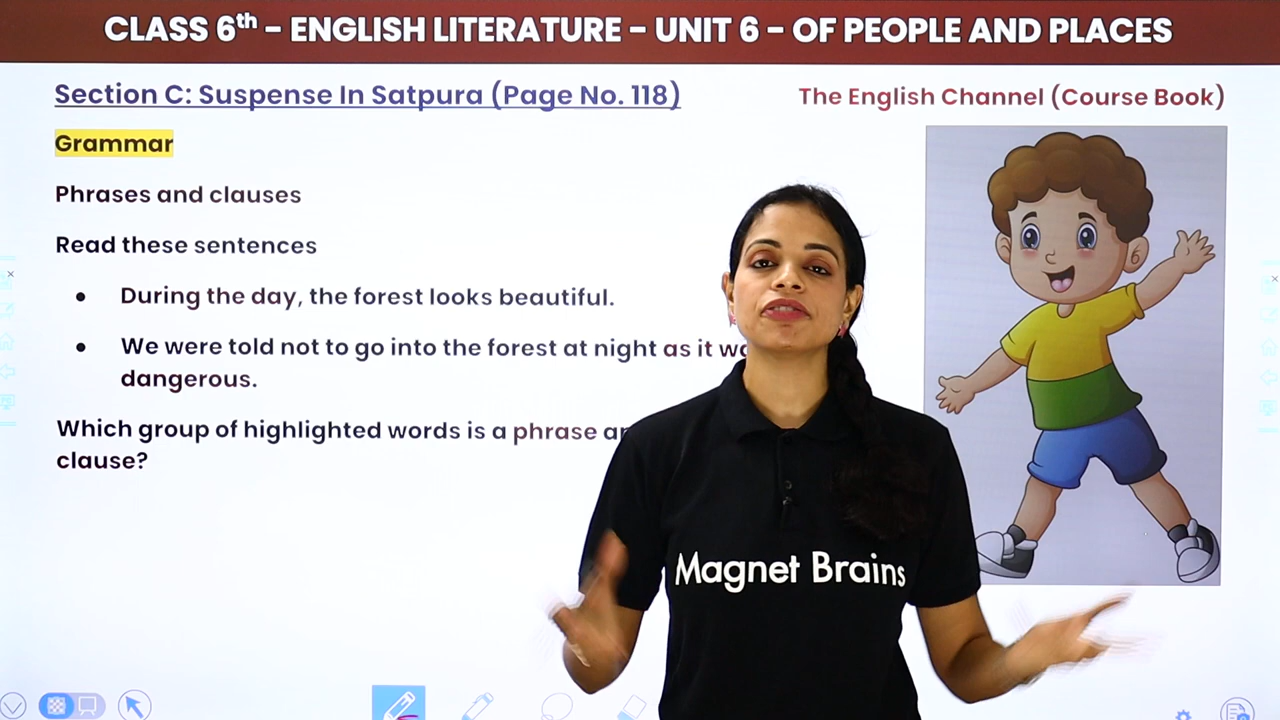 CLASS 6th – ENGLISH LITERATURE – UNIT 6 – OF PEOPLE AND PLACES
Section C: Suspense In Satpura (Page No. 118)
The English Channel (Course Book)
Grammar
Phrases and clauses
Read these sentences
● During the day, the forest looks beautiful.
● We were told not to go into the forest at night as it
dangerous.
Which group of highlighted words is a phrase
clause?
Magnet Brains